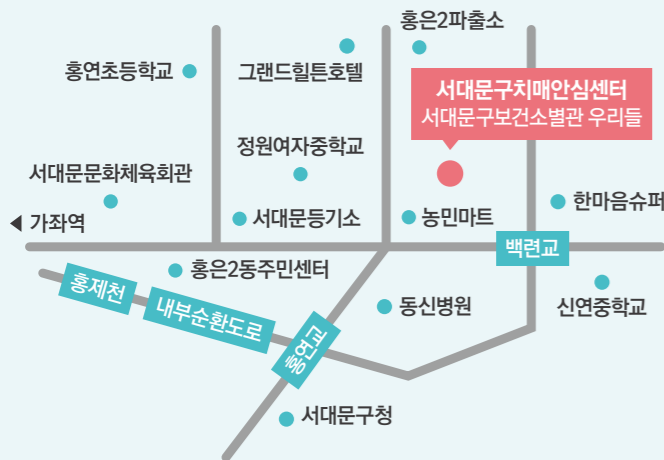 홍은2파출소
홍연초등학교
그랜드힐튼호텔
서대문구치매안심센터
서대문구보건소별관 우리들
정원여자중학교
서대문문화체육회관
한마음슈퍼
가좌역
서대문등기소
농민마트
백련교
홍은2동주민센터
홍제천
내부순환도로
동신병원
신연중학교
홍연교
서대문구청